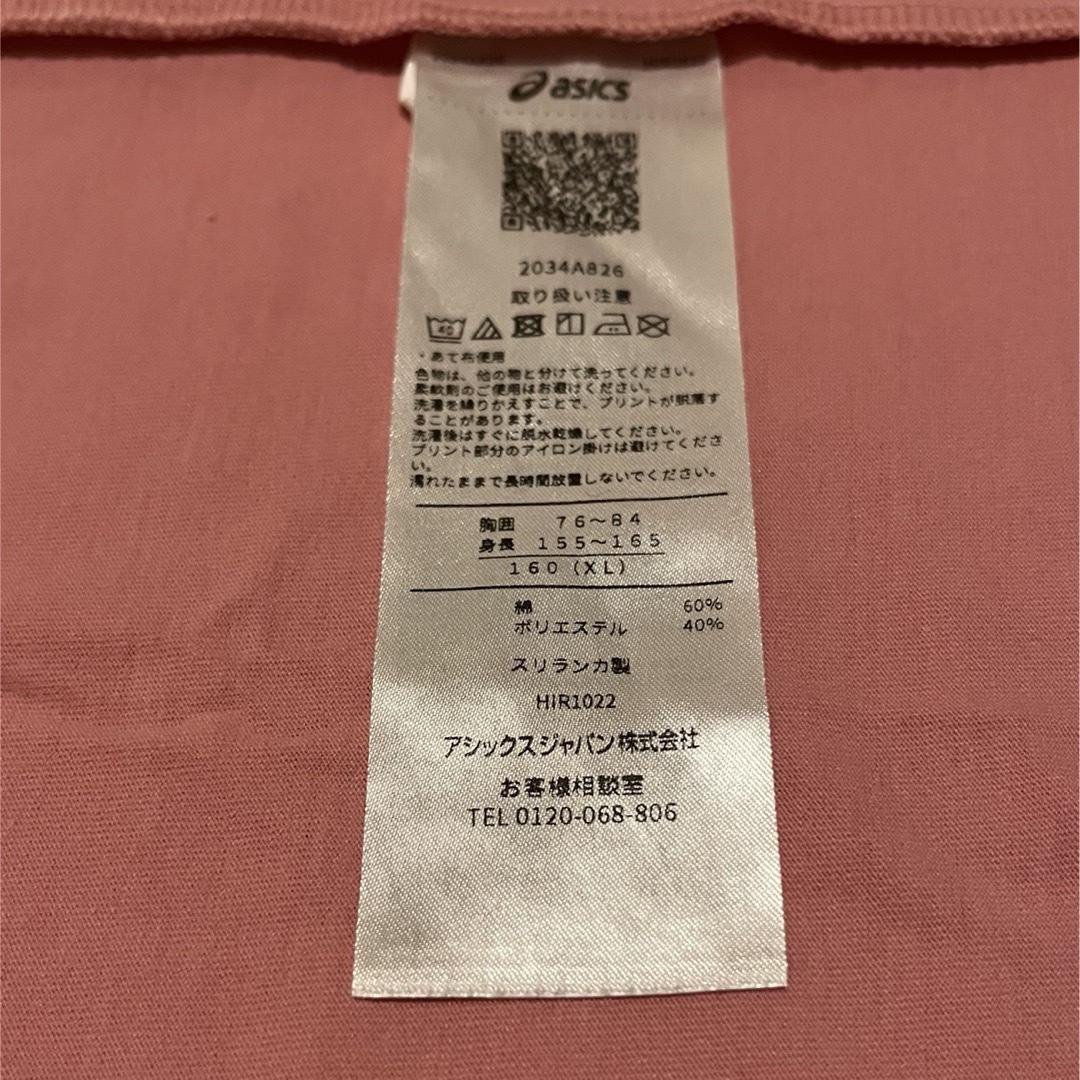 asics
2034A826
取り扱い注意
40
・あて布使用
色物は、他の物と分けて洗ってください。
柔軟剤のご使用はお避けください。
洗濯を繰りかえすことで、プリントが脱落す
ることがあります。
洗濯後はすぐに脱水乾燥してください。
プリント部分のアイロン掛けは避けてくださ
い。
濡れたままで長時間放置しないでください。
胸囲 76～84
身長 155～165
160(XL)
綿 60%
ポリエステル 40%
スリランカ製
HIR1022
アシックスジャパン株式会社
お客様相談室
TEL 0120-068-806